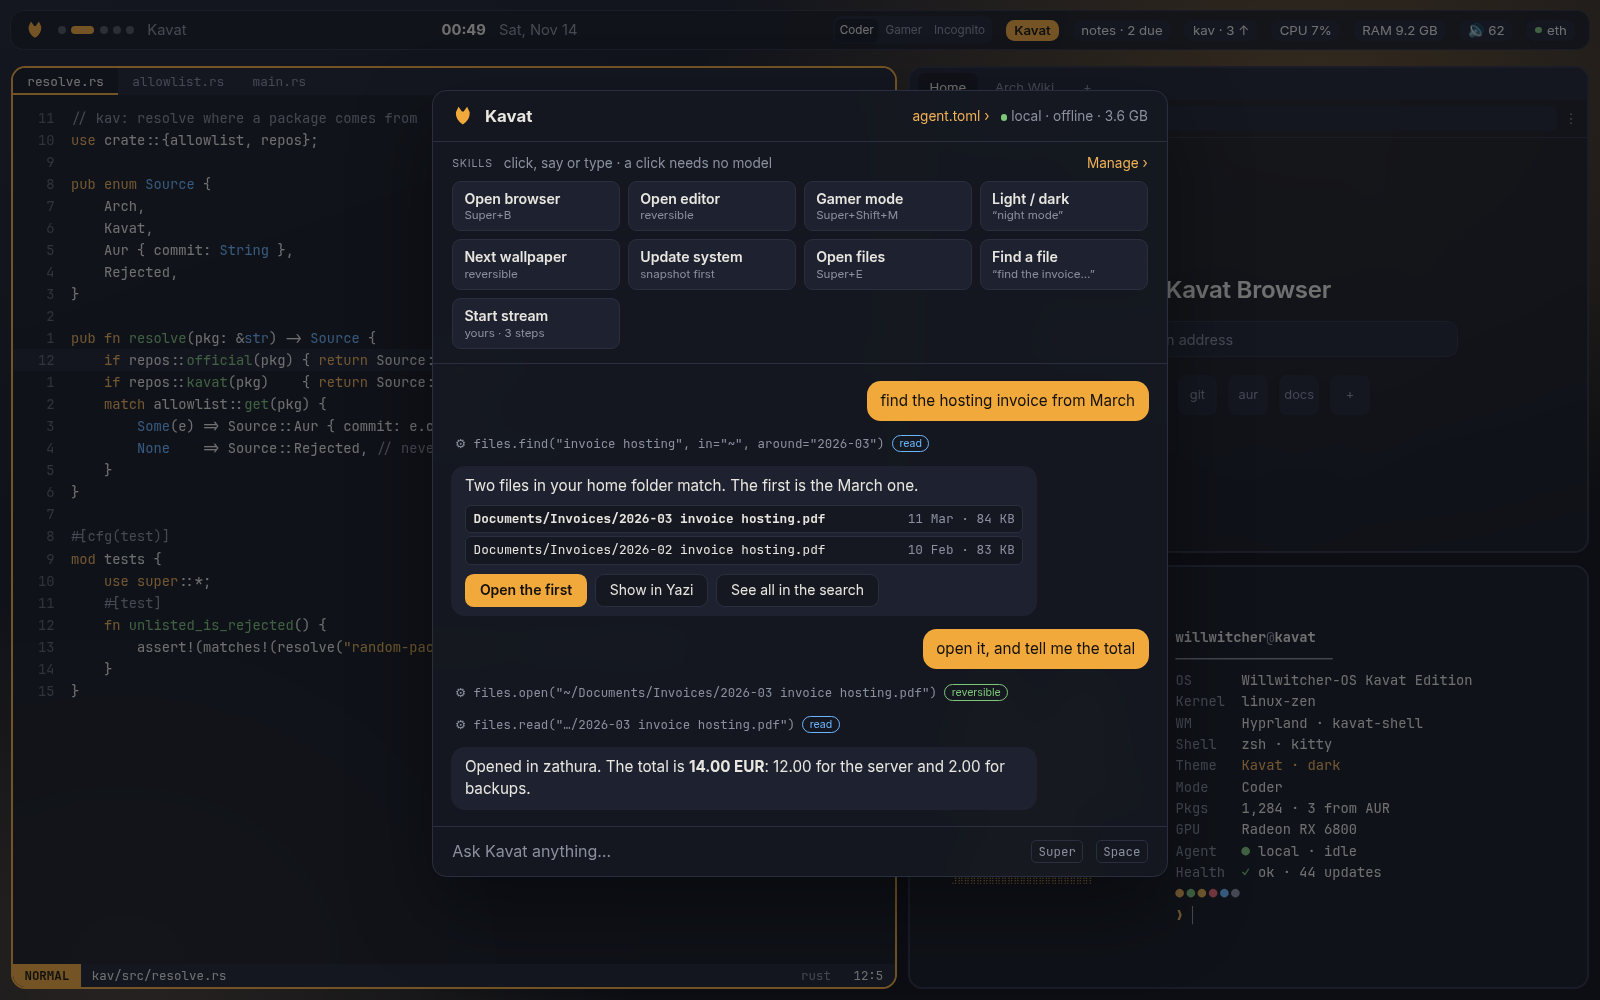 Kavat
00:49 Sat, Nov 14
Coder Gamer Incognito
Kavat
notes · 2 due
kav · 3 ↑
CPU 7%
RAM 9.2 GB
62
eth
resolve.rs allowlist.rs main.rs
11 // kav: resolve where a package comes from
10 use crate::{allowlist, repos};
9
8 pub enum Source {
7 Arch,
6 Kavat,
5 Aur { commit: String },
4 Rejected,
3 }
2
1 pub fn resolve(pkg: &str) -> Source {
12 if repos::official(pkg) { return Source:
1 if repos::kavat(pkg) { return Source:
2 match allowlist::get(pkg) {
3 Some(e) => Source::Aur { commit: e.c
4 None => Source::Rejected, // neve
5 }
6 }
7
8 #[cfg(test)]
9 mod tests {
10 use super::*;
11 #[test]
12 fn unlisted_is_rejected() {
13 assert!(matches!(resolve("random-pac
14 }
15 }
NORMAL kav/src/resolve.rs rust 12:5
Kavat
agent.toml › local · offline · 3.6 GB
SKILLS click, say or type · a click needs no model Manage ›
Open browser
Super+B
Open editor
reversible
Gamer mode
Super+Shift+M
Light / dark
“night mode”
Next wallpaper
reversible
Update system
snapshot first
Open files
Super+E
Find a file
“find the invoice…”
Start stream
yours · 3 steps
find the hosting invoice from March
files.find("invoice hosting", in="~", around="2026-03") read
Two files in your home folder match. The first is the March one.
Documents/Invoices/2026-03 invoice hosting.pdf 11 Mar · 84 KB
Documents/Invoices/2026-02 invoice hosting.pdf 10 Feb · 83 KB
Open the first Show in Yazi See all in the search
open it, and tell me the total
files.open("~/Documents/Invoices/2026-03 invoice hosting.pdf") reversible
files.read("…/2026-03 invoice hosting.pdf") read
Opened in zathura. The total is 14.00 EUR: 12.00 for the server and 2.00 for
backups.
Ask Kavat anything…
Super Space
Home Arch Wiki +
Kavat Browser
address
git aur docs +
willwitcher@kavat
OS Willwitcher-OS Kavat Edition
Kernel linux-zen
WM Hyprland · kavat-shell
Shell zsh · kitty
Theme Kavat · dark
Mode Coder
Pkgs 1,284 · 3 from AUR
GPU Radeon RX 6800
Agent ● local · idle
Health ✓ ok · 44 updates
❯